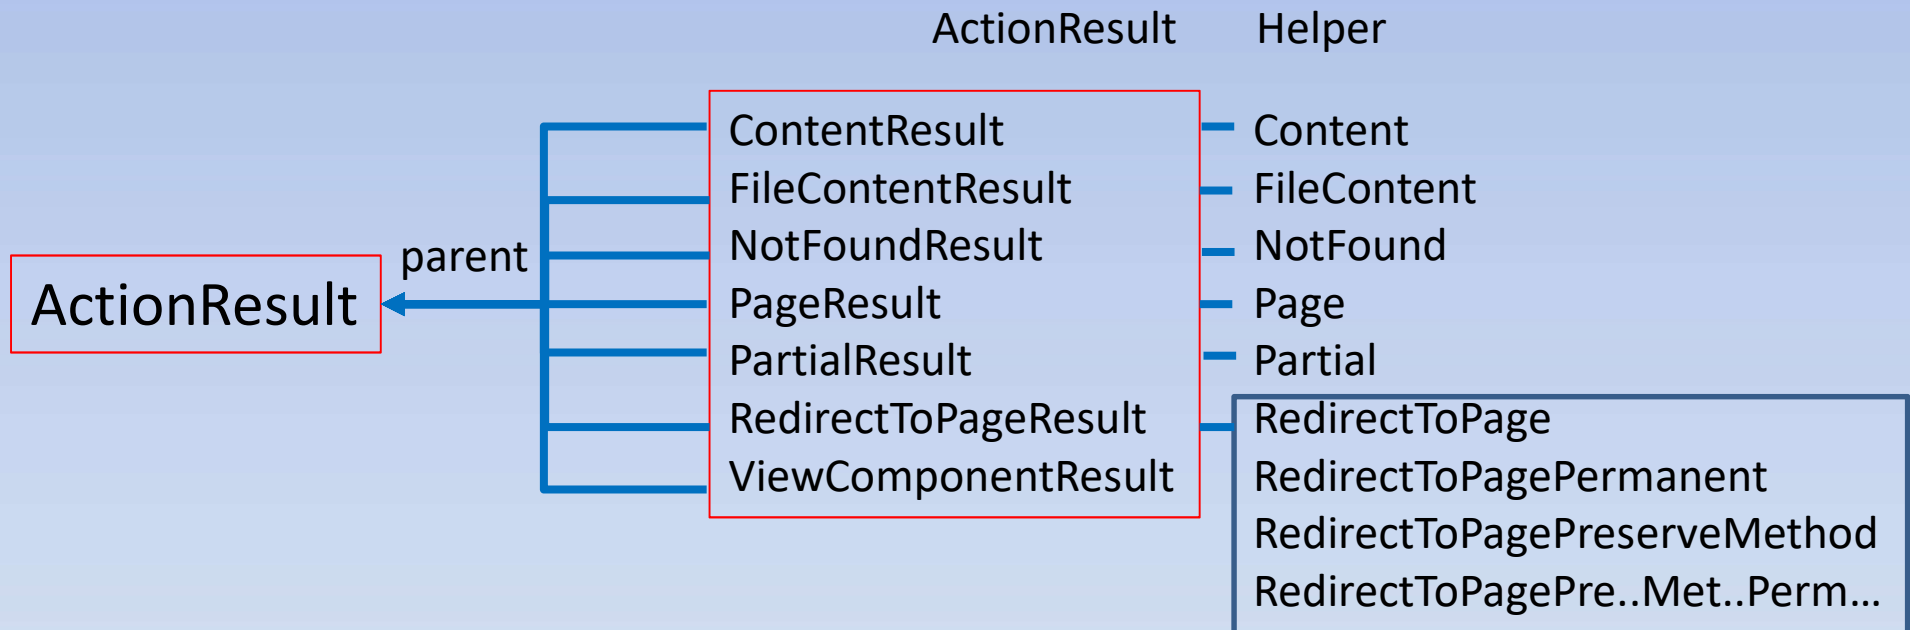 ActionResult Helper
ContentResult Content
FileContentResult FileContent
NotFoundResult NotFound
parent
PageResult Page
ActionResult
PartialResult Partial
RedirectToPageResult RedirectToPage
ViewComponentResult RedirectToPagePermanent
RedirectToPagePreserveMethod
RedirectToPagePre..Met..Perm...